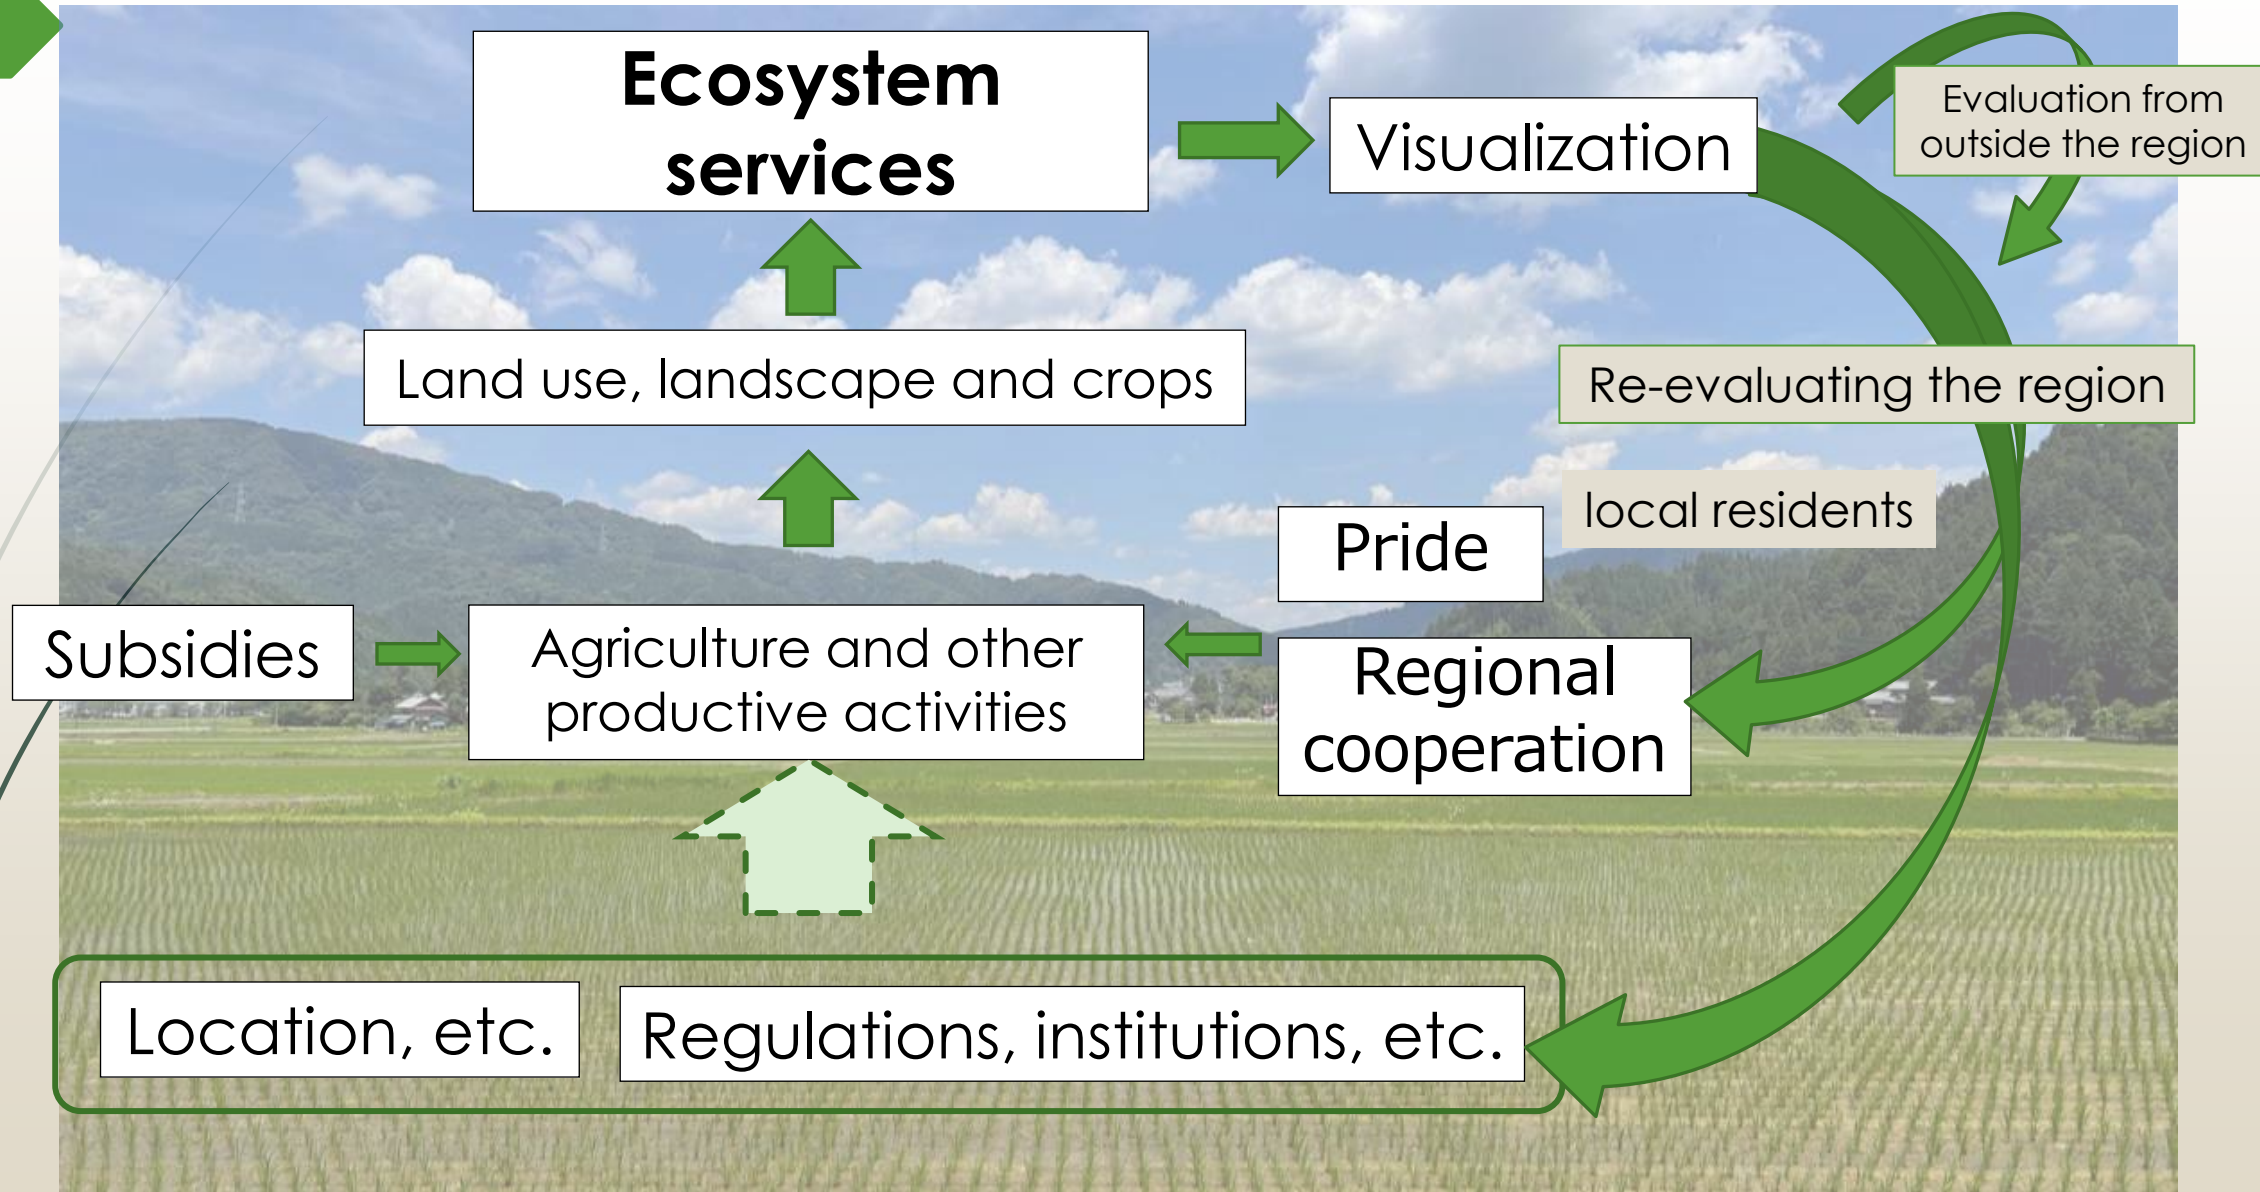 Ecosystem
services
Visualization
Evaluation from
outside the region
Land use, landscape and crops
Re-evaluating the region
local residents
Pride
Subsidies
Agriculture and other
productive activities
Regional
cooperation
Location, etc.
Regulations, institutions, etc.